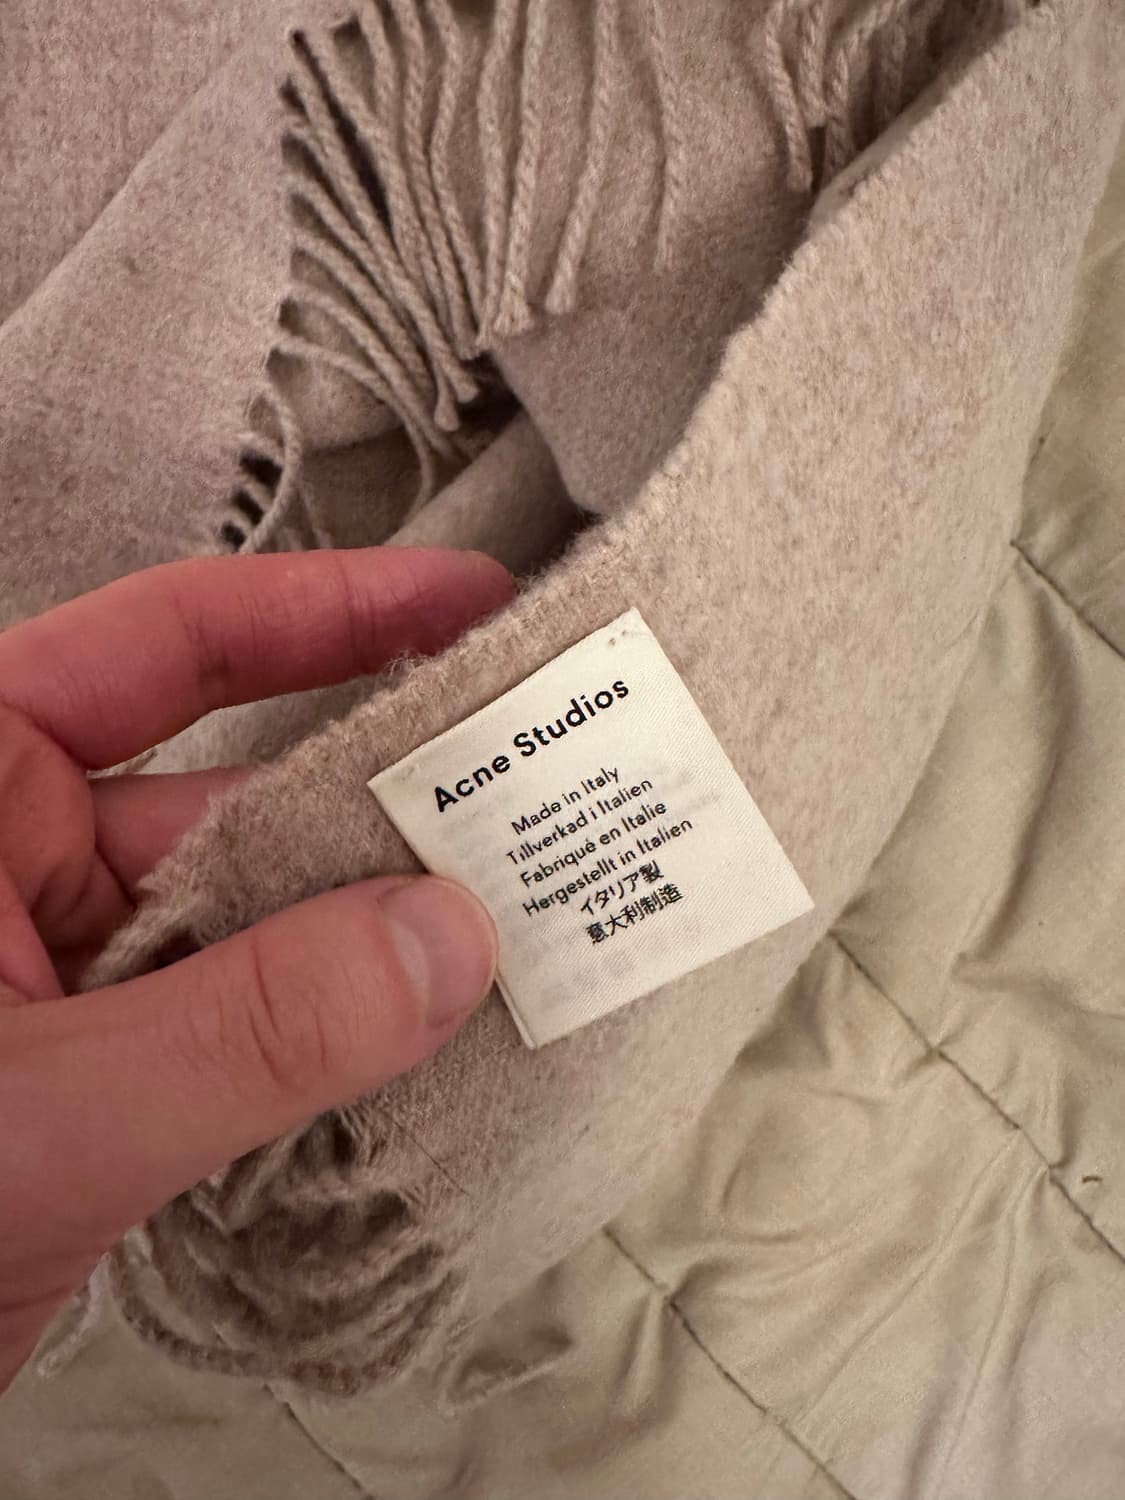 Acne Studios
Made in Italy
Tillverkad i Italien
Fabriqué en Italie
Hergestellt in Italien
イタリア製
意大利制造